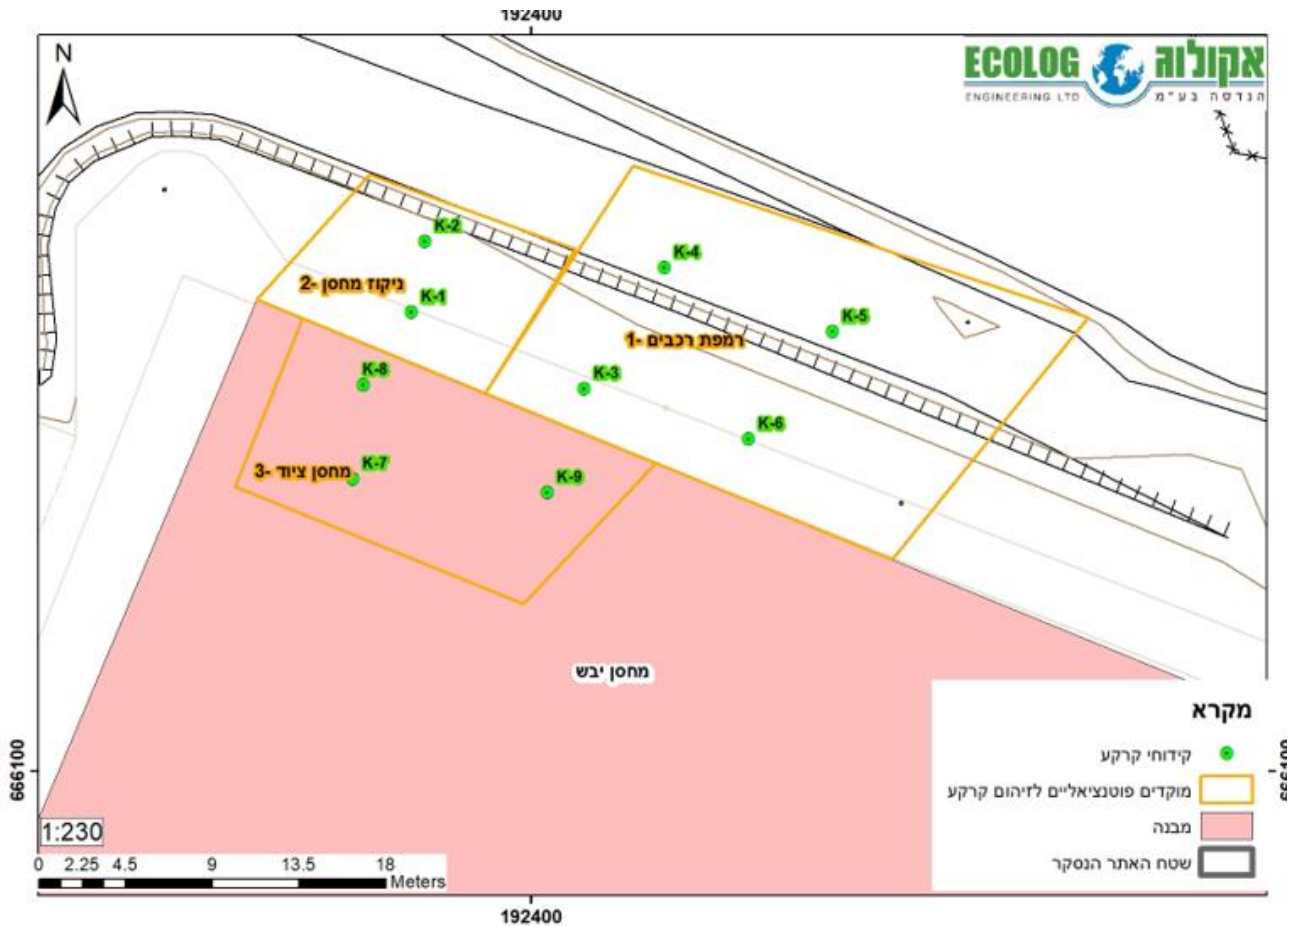 192400
N
ECOLOG אקולוג
ENGINEERING LTD הנדסה בע"מ
K-2
K-4
2- ניקוז מחסן
K-1
K-5
1- רמפת רכבים
K-8
K-3
K-6
3- מחסן ציוד
K-7
K-9
מחסן יבש
מקרא
קידוחי קרקע
מוקדים פוטנציאליים לזיהום קרקע
מבנה
שטח האתר הנסקר
666100
666100
1:230
0 2.25 4.5 9 13.5 18
Meters
192400